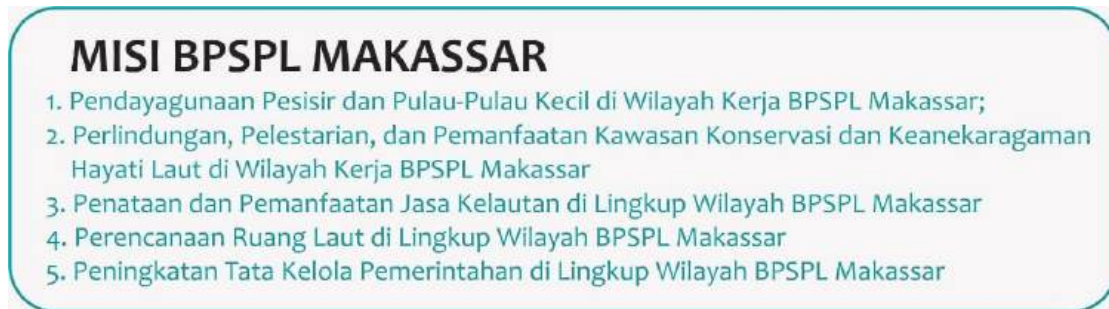 MISI BPSPL MAKASSAR
1. Pendayagunaan Pesisir dan Pulau-Pulau Kecil di Wilayah Kerja BPSPL Makassar;
2. Perlindungan, Pelestarian, dan Pemanfaatan Kawasan Konservasi dan Keanekaragaman
Hayati Laut di Wilayah Kerja BPSPL Makassar
3. Penataan dan Pemanfaatan Jasa Kelautan di Lingkup Wilayah BPSPL Makassar
4. Perencanaan Ruang Laut di Lingkup Wilayah BPSPL Makassar
5. Peningkatan Tata Kelola Pemerintahan di Lingkup Wilayah BPSPL Makassar